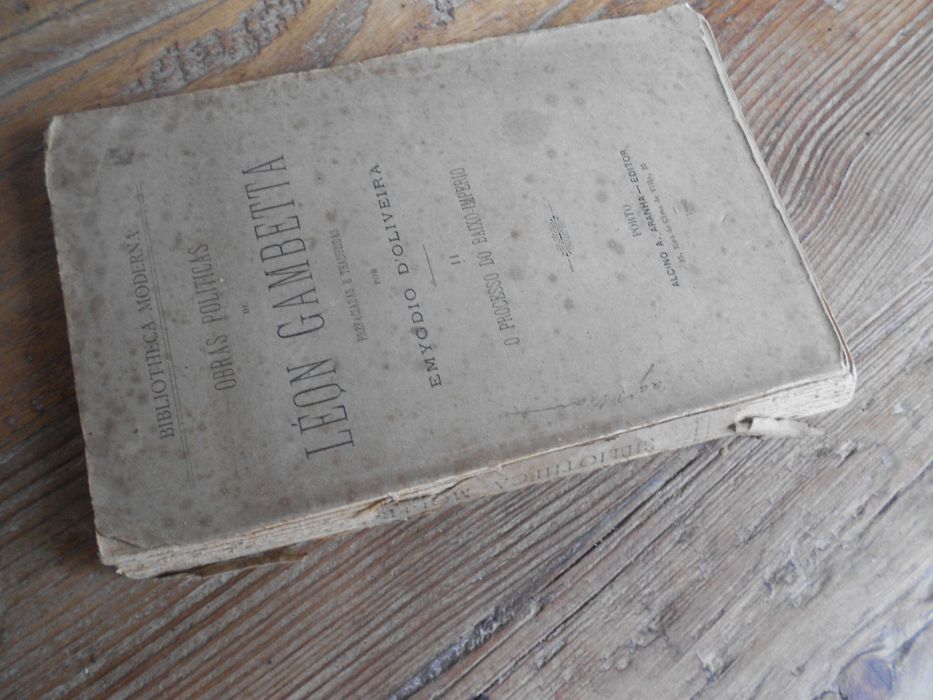 BIBLIOTHECA MODERNA
OBRAS POLITICAS
DE
LÉON GAMBETTA
PREFACIADAS E TRADUZIDAS
POR
EMYGDIO D'OLIVEIRA
II
O PROCESSO DO BAIXO-IMPERIO
PORTO
ALCINO A. ARANHA—EDITOR
BIBLIOTHECA